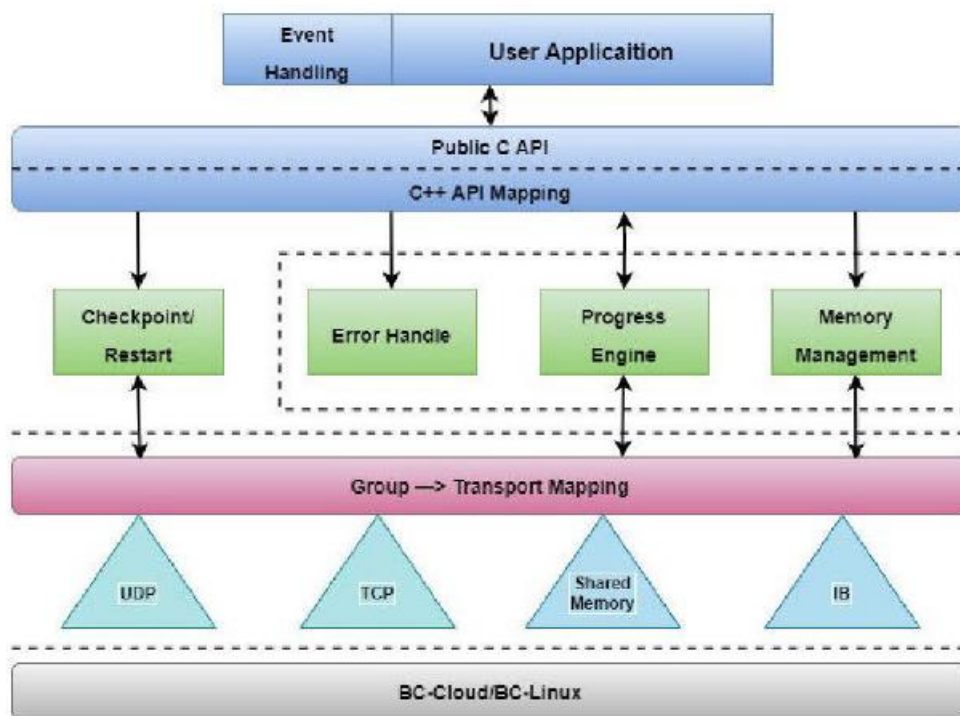 Event
Handling
User Applicaition
Public C API
C++ API Mapping
Checkpoint/
Restart
Error Handle
Progress
Engine
Memory
Management
Group —> Transport Mapping
UDP
TCP
Shared
Memory
IB
BC-Cloud/BC-Linux